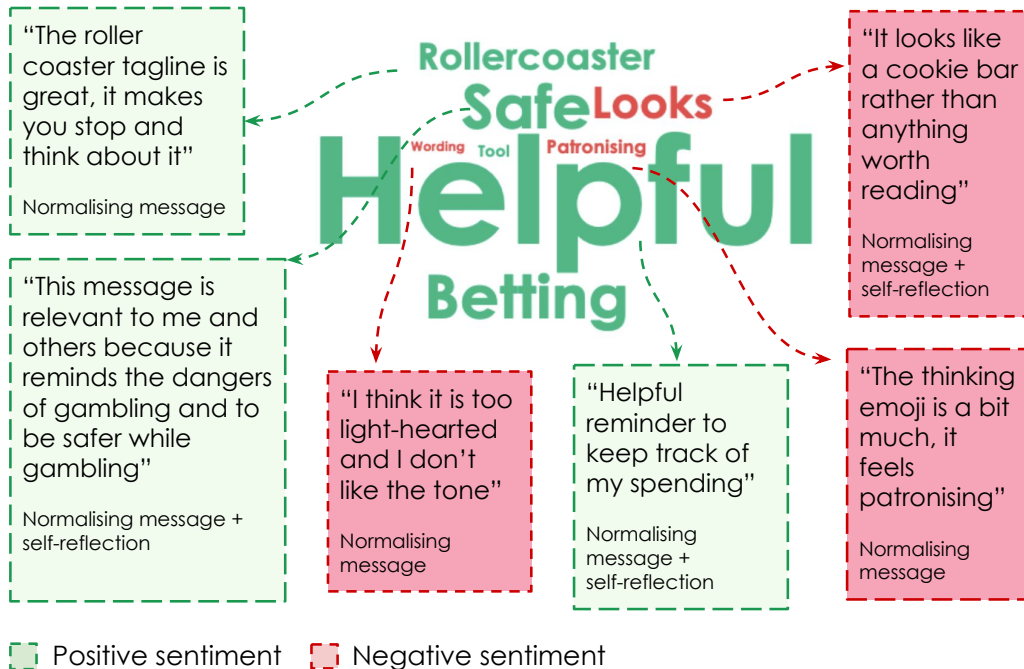 “The roller
coaster tagline is
great, it makes
you stop and
think about it”
Normalising message
Rollercoaster
Safe
Looks
Wording
Tool
Patronising
Helpful
Betting
“It looks like
a cookie bar
rather than
anything
worth
reading”
Normalising
message +
self-reflection
“This message is
relevant to me and
others because it
reminds the dangers
of gambling and to
be safer while
gambling”
Normalising message +
self-reflection
“I think it is too
light-hearted
and I don’t
like the tone”
Normalising
message
“Helpful
reminder to
keep track of
my spending”
Normalising
message +
self-reflection
“The thinking
emoji is a bit
much, it
feels
patronising”
Normalising
message
Positive sentiment
Negative sentiment